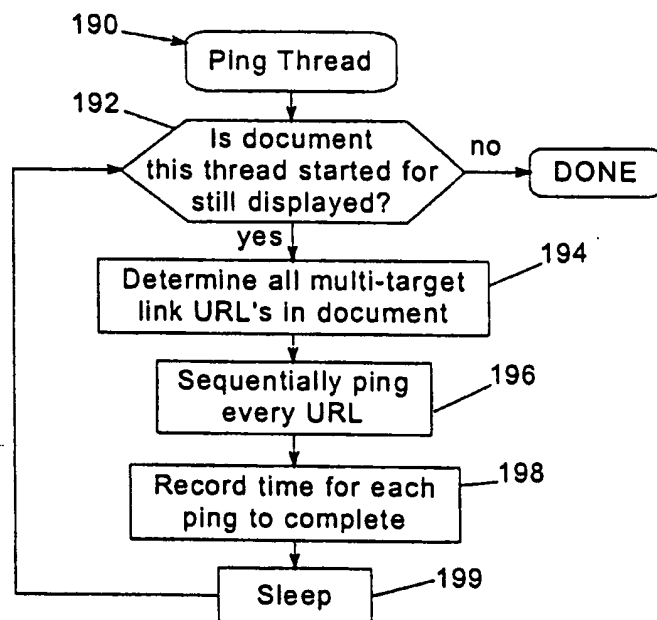 190
Ping Thread
192
Is document
this thread started for
still displayed?
no
DONE
yes
194
Determine all multi-target
link URL's in document
196
Sequentially ping
every URL
198
Record time for each
ping to complete
199
Sleep